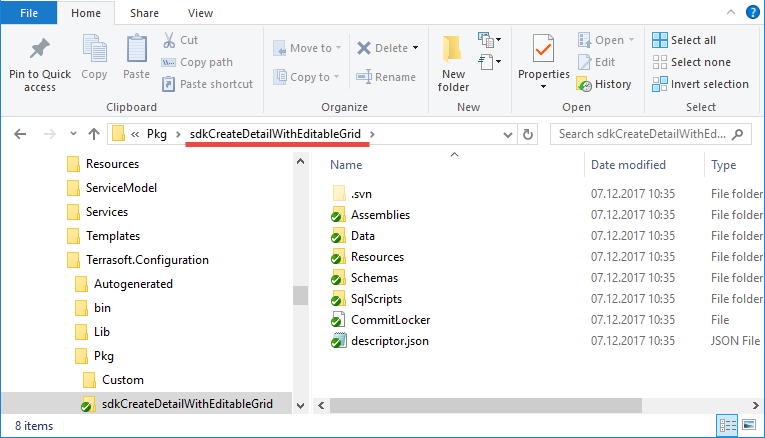 File Home Share View
Pin to Quick access
Copy
Paste
Cut
Copy path
Paste shortcut
Clipboard
Move to
Copy to
Delete
Rename
Organize
New folder
New
Properties
Open
Edit
History
Open
Select all
Select none
Invert selection
Select
« Pkg sdkCreateDetailWithEditableGrid
Search sdkCreateDetailWithEd...
Resources
ServiceModel
Services
Templates
Terrasoft.Configuration
Autogenerated
bin
Lib
Pkg
Custom
sdkCreateDetailWithEditableGrid
Name Date modified Type
.svn 07.12.2017 10:35 File folder
Assemblies 07.12.2017 10:35 File folder
Data 07.12.2017 10:35 File folder
Resources 07.12.2017 10:35 File folder
Schemas 07.12.2017 10:35 File folder
SqlScripts 07.12.2017 10:35 File folder
CommitLocker 07.12.2017 10:35 File
descriptor.json 07.12.2017 10:35 JSON File
8 items